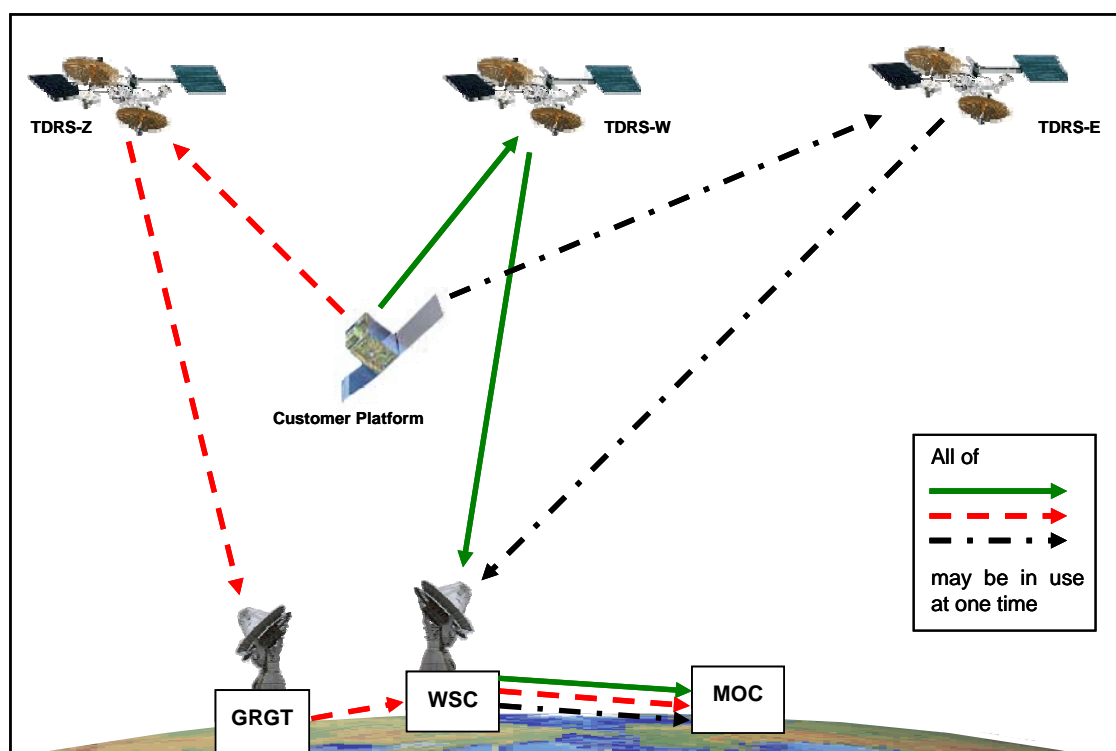 TDRS-Z
TDRS-W
TDRS-E
Customer Platform
All of
may be in use
at one time
GRGT
WSC
MOC